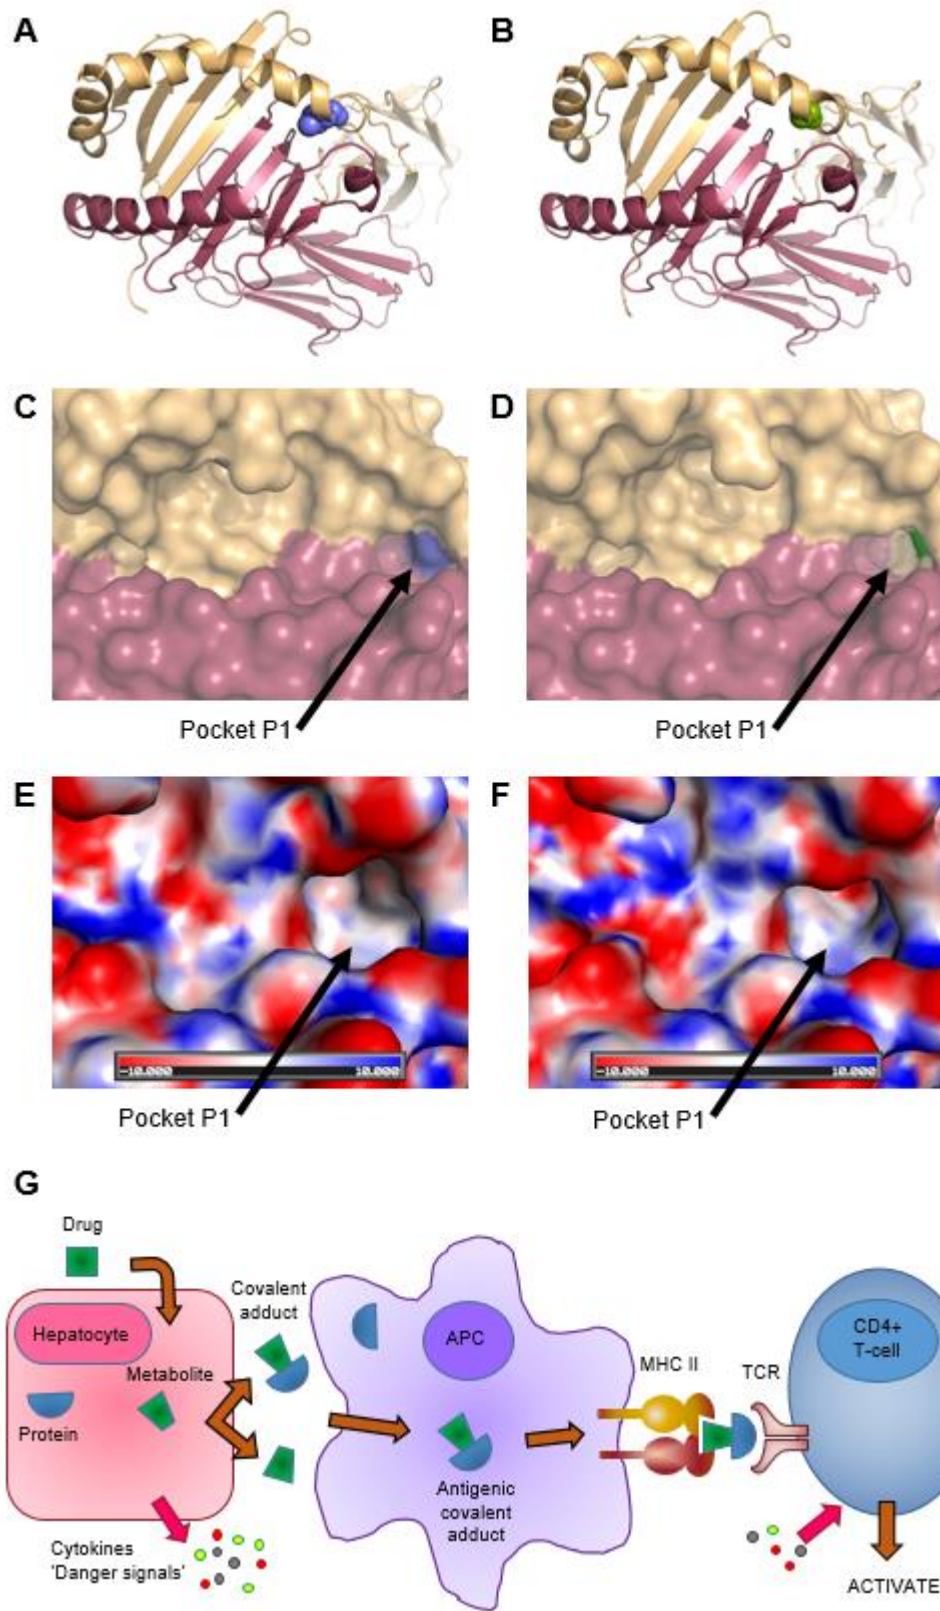 A
B
C
D
Pocket P1
Pocket P1
E
F
-10.000
10.000
-10.000
10.000
Pocket P1
Pocket P1
G
Drug
Covalent
adduct
Hepatocyte
APC
CD4+
T-cell
Metabolite
MHC II
TCR
Protein
Antigenic
covalent
adduct
Cytokines
'Danger signals'
ACTIVATE